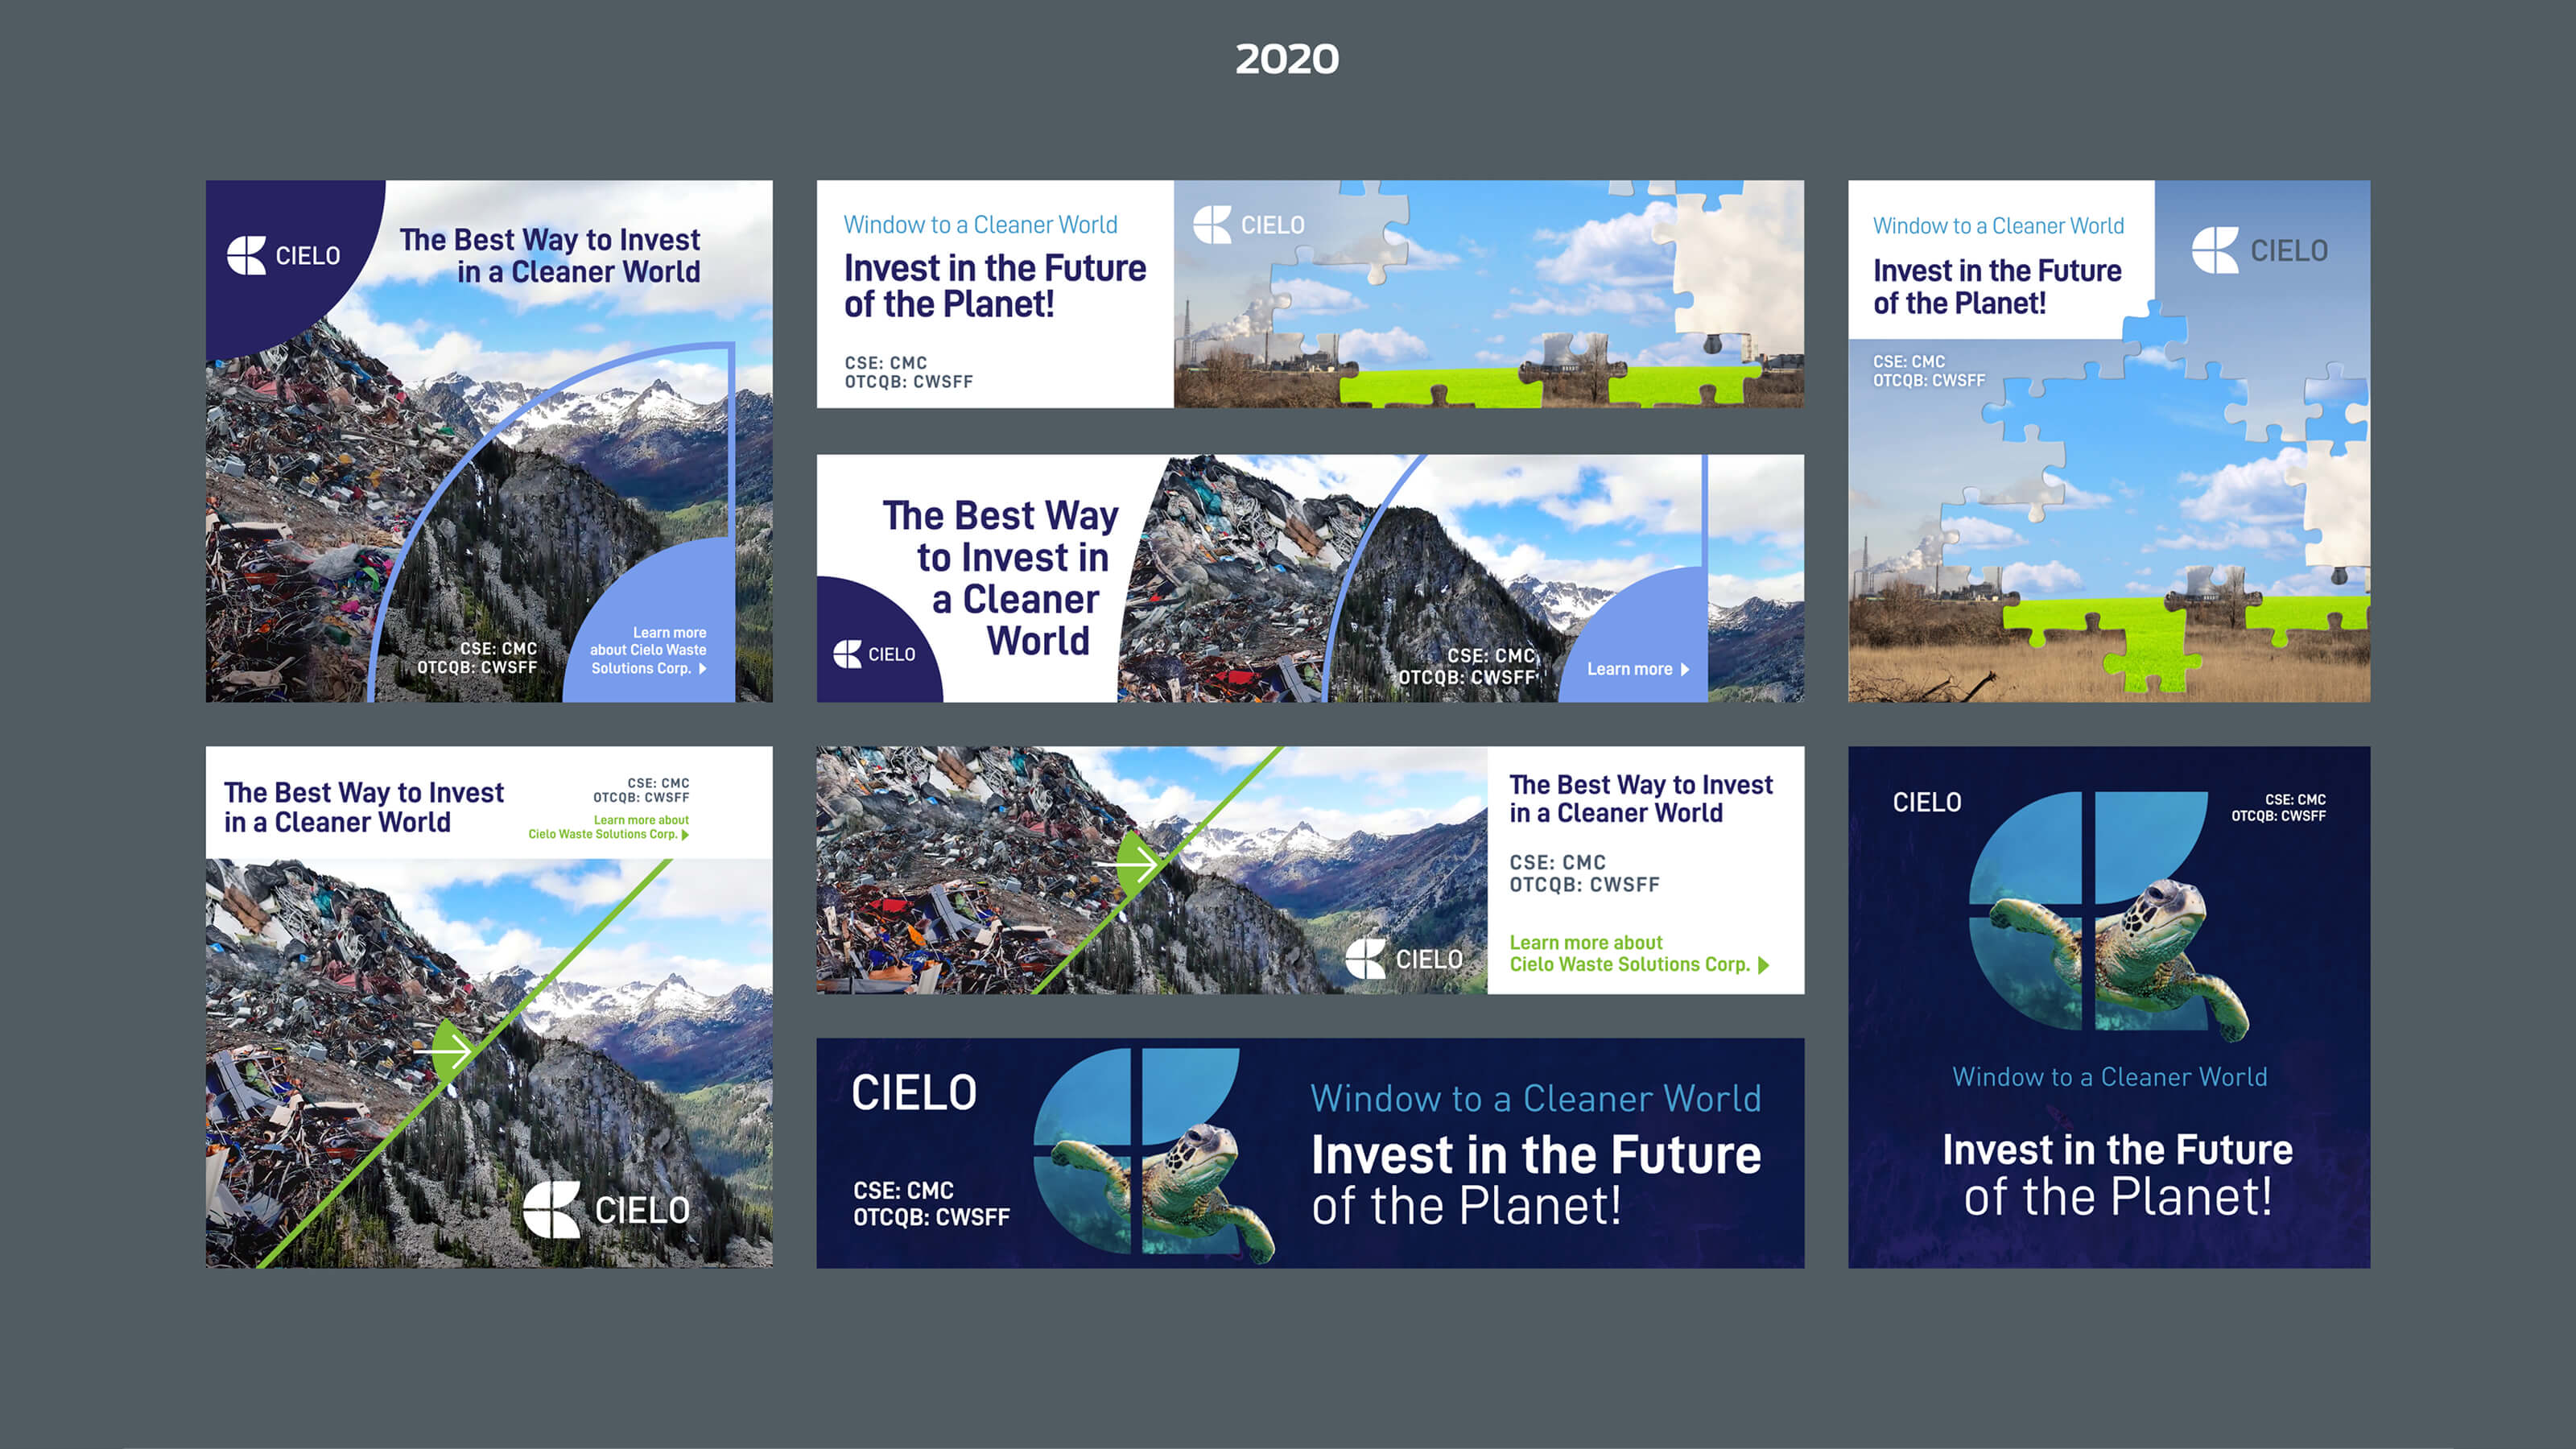 2020
CIELO
The Best Way to Invest
in a Cleaner World
CSE: CMC
OTCQB: CWSFF
Learn more
about Cielo Waste
Solutions Corp.
Window to a Cleaner World
Invest in the Future
of the Planet!
CSE: CMC
OTCQB: CWSFF
CIELO
The Best Way
to Invest in
a Cleaner
World
CIELO
CSE: CMC
OTCQB: CWSFF
Learn more
Window to a Cleaner World
Invest in the Future
of the Planet!
CSE: CMC
OTCQB: CWSFF
CIELO
The Best Way to Invest
in a Cleaner World
CSE: CMC
OTCQB: CWSFF
Learn more about
Cielo Waste Solutions Corp.
CIELO
The Best Way to Invest
in a Cleaner World
CSE: CMC
OTCQB: CWSFF
Learn more about
Cielo Waste Solutions Corp.
CIELO
CIELO
CSE: CMC
OTCQB: CWSFF
Window to a Cleaner World
Invest in the Future
of the Planet!
CIELO
CSE: CMC
OTCQB: CWSFF
Window to a Cleaner World
Invest in the Future
of the Planet!